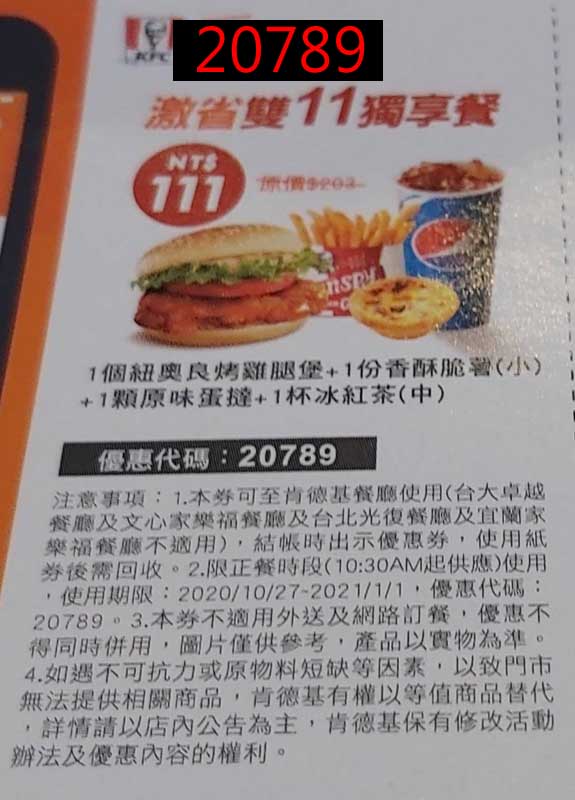 KFC
20789
激省雙11獨享餐
NT$
111
原價$203
1個紐奧良烤雞腿堡+1份香酥脆薯(小)
+1顆原味蛋撻+1杯冰紅茶(中)
優惠代碼：20789
注意事項：1.本券可至肯德基餐廳使用(台大卓越
餐廳及文心家樂福餐廳及台北光復餐廳及宜蘭家
樂福餐廳不適用)，結帳時出示優惠券，使用紙
券後需回收。2.限正餐時段(10:30AM起供應)使用
，使用期限：2020/10/27-2021/1/1，優惠代碼：
20789。3.本券不適用外送及網路訂餐，優惠不
得同時併用，圖片僅供參考，產品以實物為準。
4.如遇不可抗力或原物料短缺等因素，以致門市
無法提供相關商品，肯德基有權以等值商品替代
，詳情請以店內公告為主，肯德基保有修改活動
辦法及優惠內容的權利。